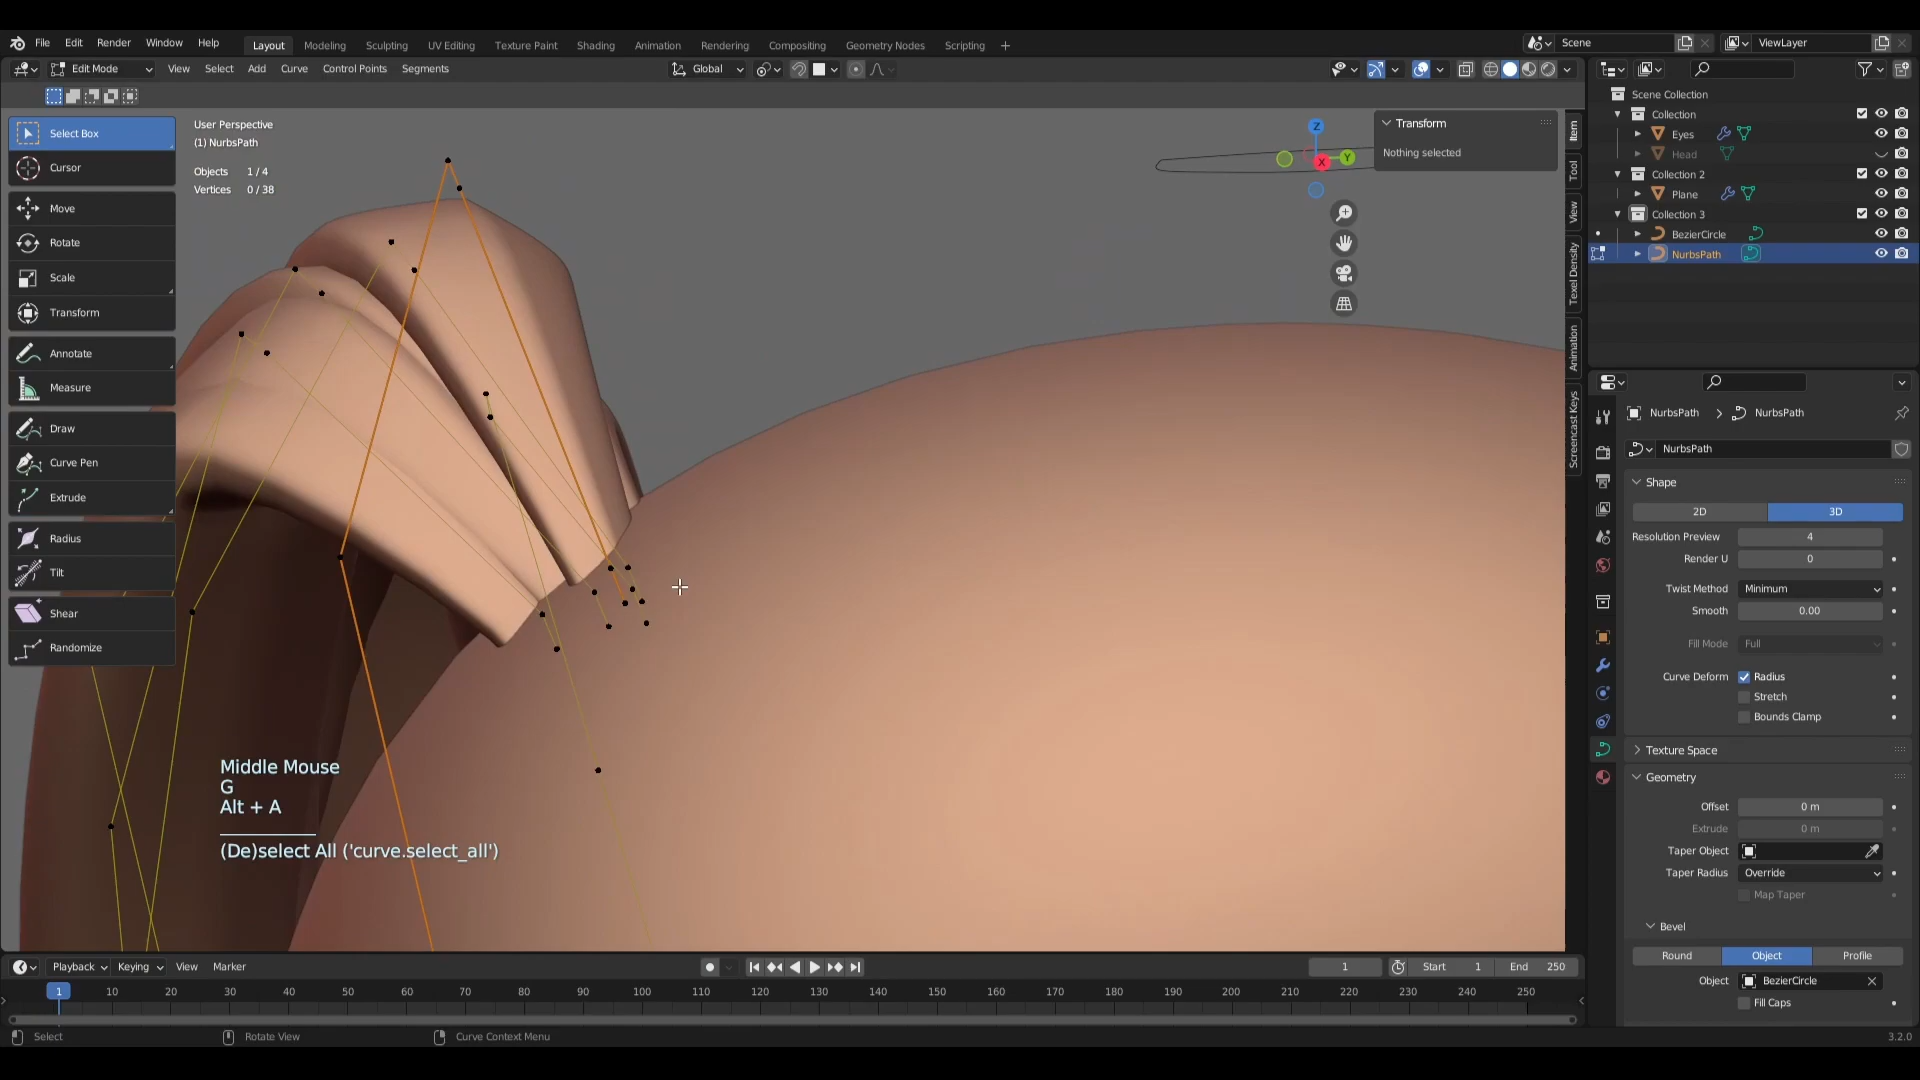 File Edit Render Window Help Layout Modeling Sculpting UV Editing Texture Paint Shading Animation Rendering Compositing Geometry Nodes Scripting + Scene ViewLayer
Edit Mode View Select Add Curve Control Points Segments Global
Select Box
Cursor
Move
Rotate
Scale
Transform
Annotate
Measure
Draw
Curve Pen
Extrude
Radius
Tilt
Shear
Randomize
User Perspective
(1) NurbsPath
Objects 1 / 4
Vertices 0 / 38
Z
Y
X
Transform
Nothing selected
Item
Tool
View
Texel Density
Animation
Screencast Keys
Middle Mouse
G
Alt + A
(De)select All ('curve.select_all')
Scene Collection
Collection
Eyes
Head
Collection 2
Plane
Collection 3
BezierCircle
NurbsPath
NurbsPath > NurbsPath
NurbsPath
Shape
2D 3D
Resolution Preview 4
Render U 0
Twist Method Minimum
Smooth 0.00
Fill Mode Full
Curve Deform Radius
Stretch
Bounds Clamp
Texture Space
Geometry
Offset 0 m
Extrude 0 m
Taper Object
Taper Radius Override
Map Taper
Bevel
Round Object Profile
Object BezierCircle
Fill Caps
Playback Keying View Marker 1 Start 1 End 250
1 10 20 30 40 50 60 70 80 90 100 110 120 130 140 150 160 170 180 190 200 210 220 230 240 250
Select Rotate View Curve Context Menu 3.2.0